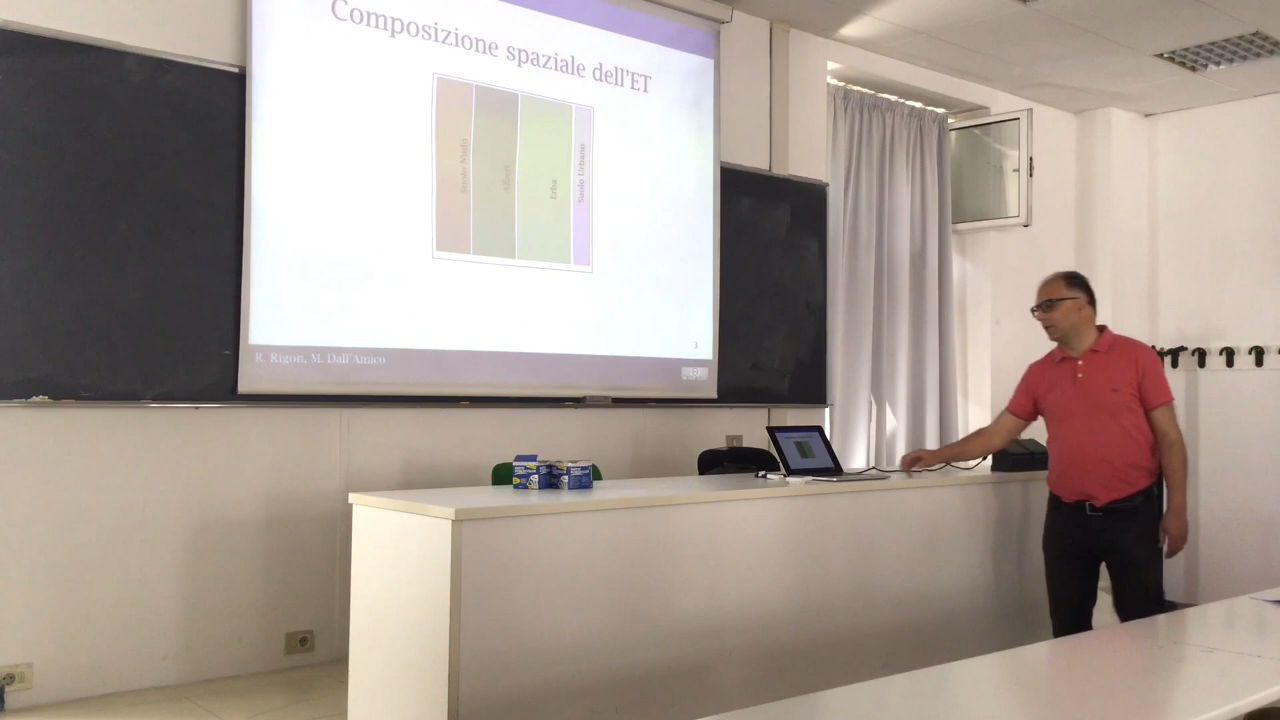 Composizione spaziale dell'ET
Suolo Nudo
Alberi
Erba
Suolo Urbano
3
R. Rigon, M. Dall'Amico